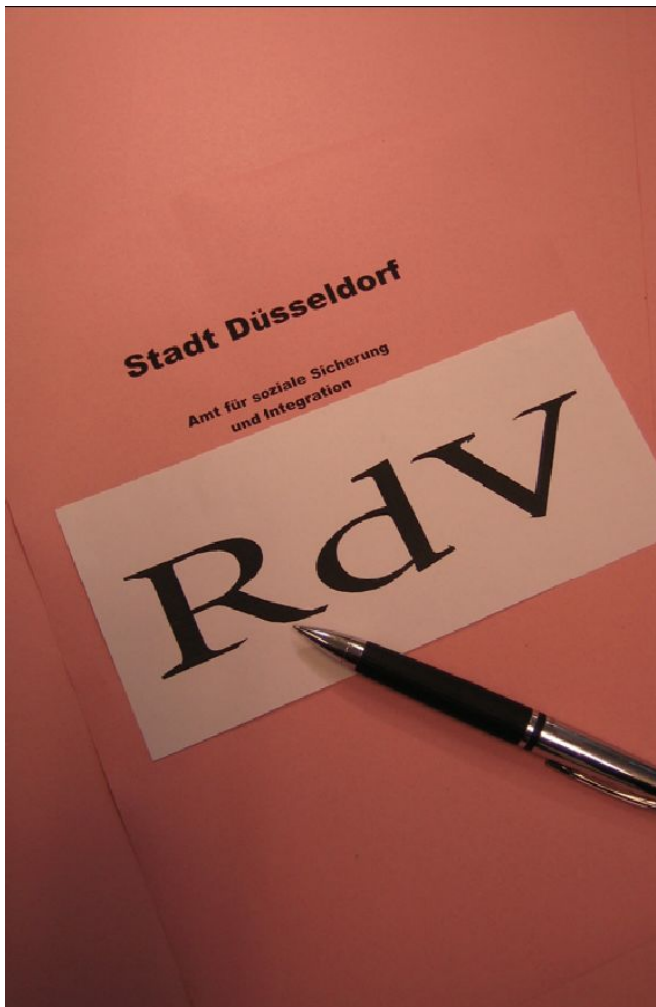 Stadt Düsseldorf
Amt für soziale Sicherung
und Integration
RdV